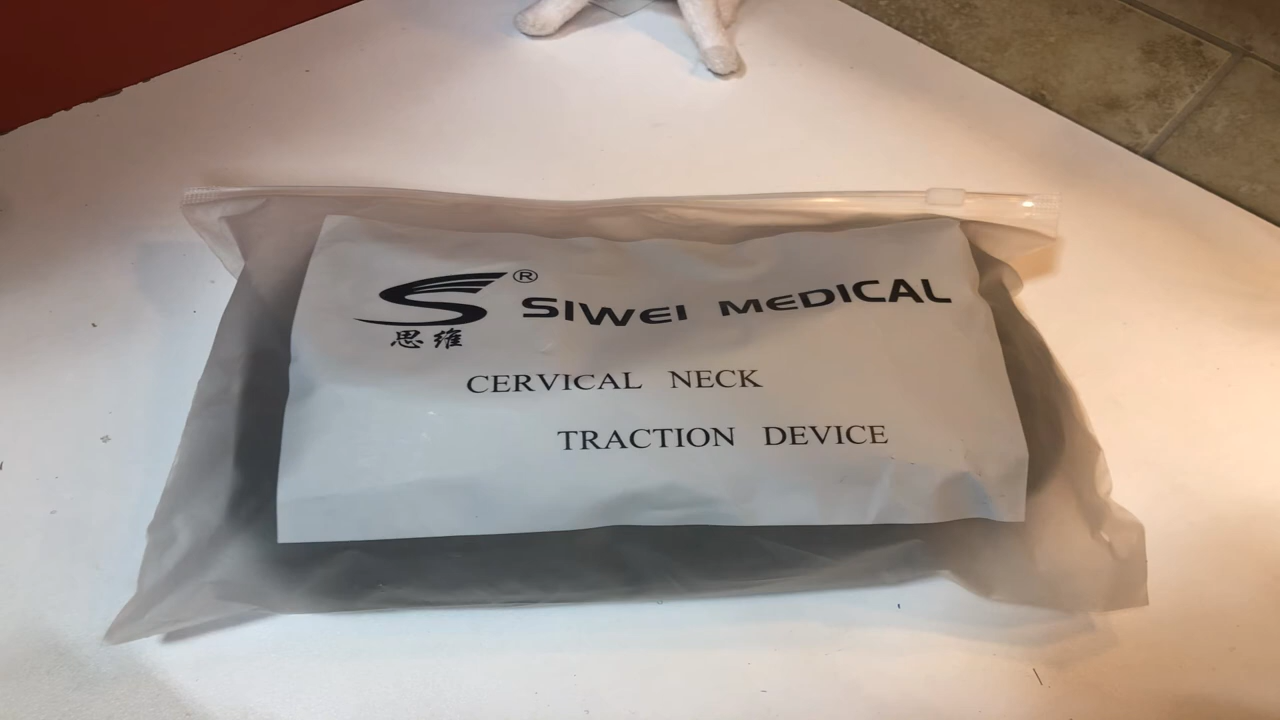 ® SIWEI MEDICAL
思维
CERVICAL NECK
TRACTION DEVICE